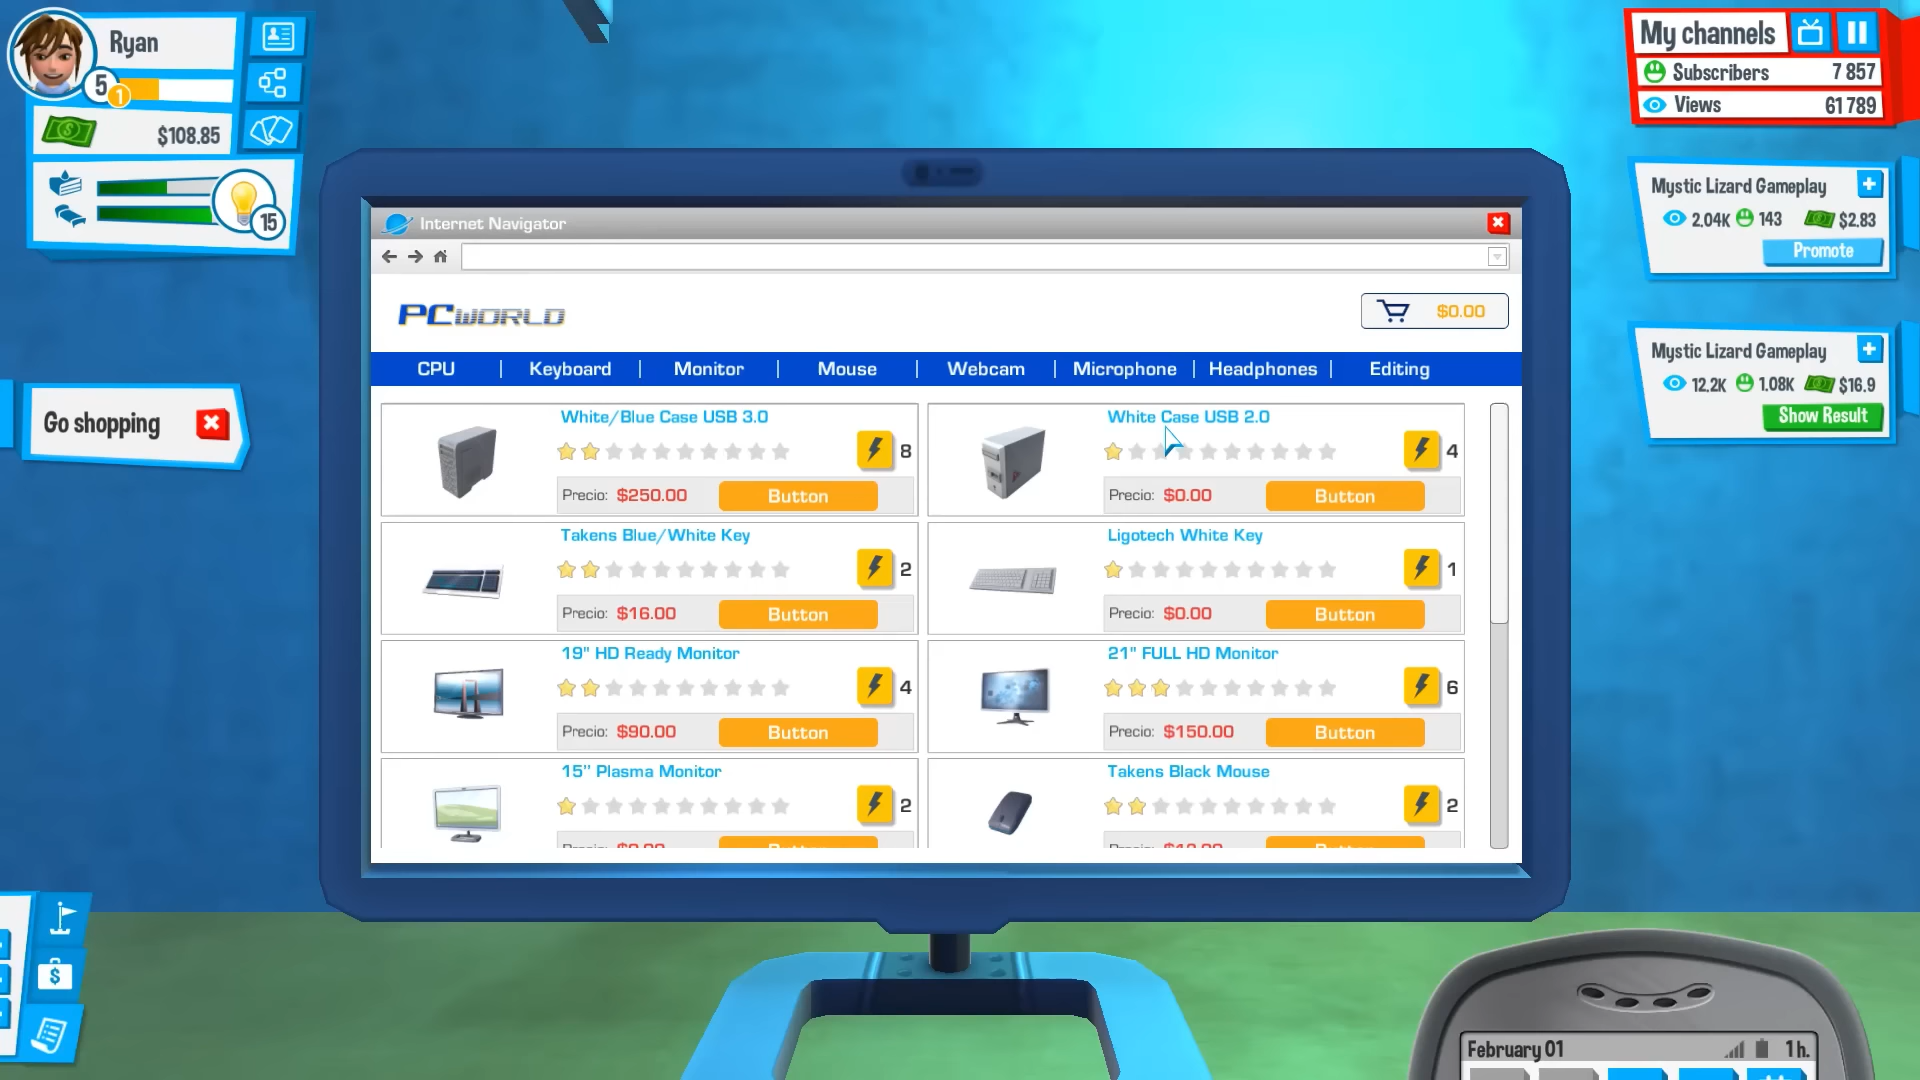 Ryan
5
1
$108.85
15
Go shopping
My channels
Subscribers 7 857
Views 61 789
Mystic Lizard Gameplay
2.04K 143 $2.83
Promote
Mystic Lizard Gameplay
12.2K 1.08K $16.9
Show Result
Internet Navigator
PCWORLD
$0.00
CPU | Keyboard | Monitor | Mouse | Webcam | Microphone | Headphones | Editing
White/Blue Case USB 3.0
8
Precio: $250.00 Button
White Case USB 2.0
4
Precio: $0.00 Button
Takens Blue/White Key
2
Precio: $16.00 Button
Ligotech White Key
1
Precio: $0.00 Button
19" HD Ready Monitor
4
Precio: $90.00 Button
21" FULL HD Monitor
6
Precio: $150.00 Button
15" Plasma Monitor
2
Takens Black Mouse
2
February 01 1 h.